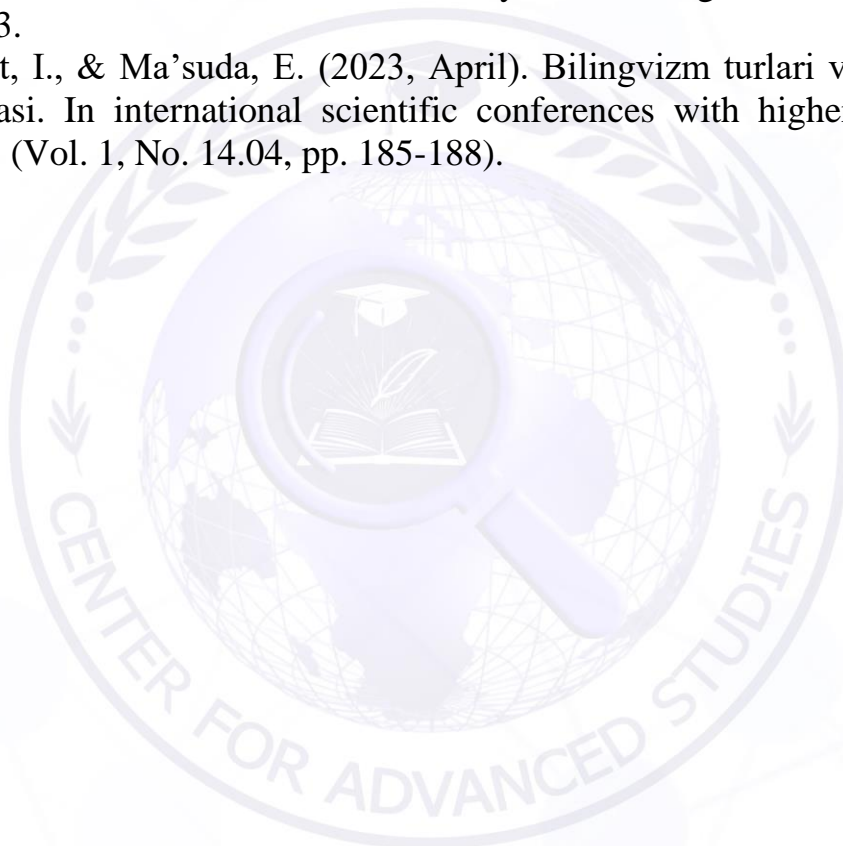 3.
t, I., & Ma’suda, E. (2023, April). Bilingvizm turlari v
asi. In international scientific conferences with higher
(Vol. 1, No. 14.04, pp. 185-188).
CENTER FOR ADVANCED STUDIES